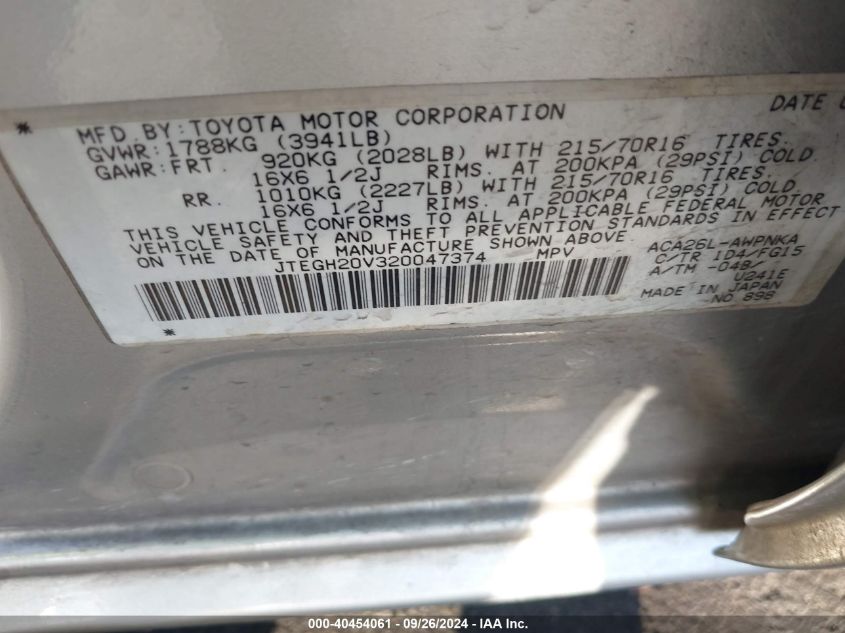 * MFD. BY: TOYOTA MOTOR CORPORATION DATE
GVWR: 1788KG (3941LB)
GAWR: FRT. 920KG (2028LB) WITH 215/70R16 TIRES,
16X6 1/2J RIMS, AT 200KPA (29PSI) COLD
RR. 1010KG (2227LB) WITH 215/70R16 TIRES,
16X6 1/2J RIMS, AT 200KPA (29PSI) COLD
THIS VEHICLE CONFORMS TO ALL APPLICABLE FEDERAL MOTOR
VEHICLE SAFETY AND THEFT PREVENTION STANDARDS IN EFFECT
ON THE DATE OF MANUFACTURE SHOWN ABOVE.
JTEGH20V320047374 MPV
ACA26L-AWPNKA
C/TR 1D4/FG15
A/TM -04B/
U241E
MADE IN JAPAN
NO 898
*
000-40454061 - 09/26/2024 - IAA Inc.